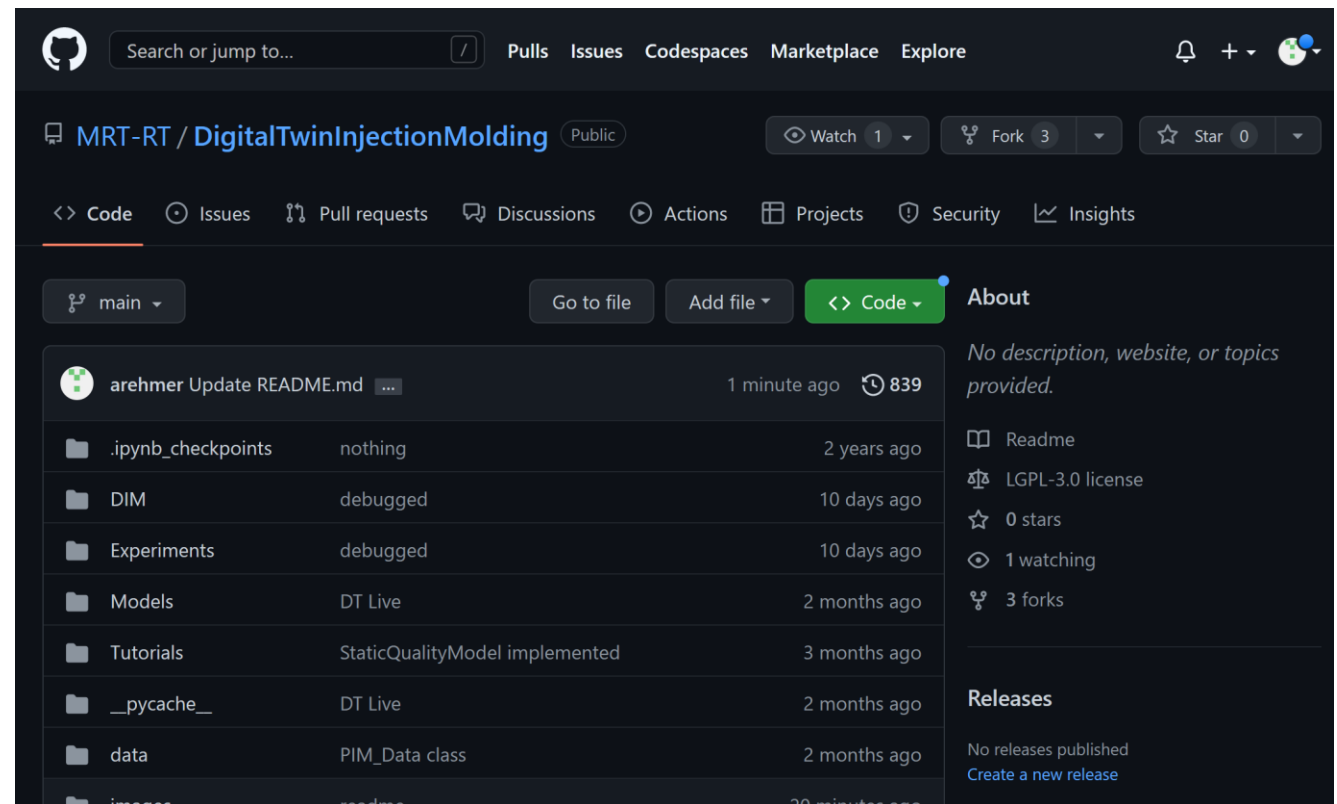 Search or jump to... / Pulls Issues Codespaces Marketplace Explore
MRT-RT / DigitalTwinInjectionMolding Public
Watch 1 Fork 3 Star 0
Code Issues Pull requests Discussions Actions Projects Security Insights
main Go to file Add file Code
arehmer Update README.md ... 1 minute ago 839
.ipynb_checkpoints nothing 2 years ago
DIM debugged 10 days ago
Experiments debugged 10 days ago
Models DT Live 2 months ago
Tutorials StaticQualityModel implemented 3 months ago
__pycache__ DT Live 2 months ago
data PIM_Data class 2 months ago
images readme 20 minutes ago
About
No description, website, or topics
provided.
Readme
LGPL-3.0 license
0 stars
1 watching
3 forks
Releases
No releases published
Create a new release